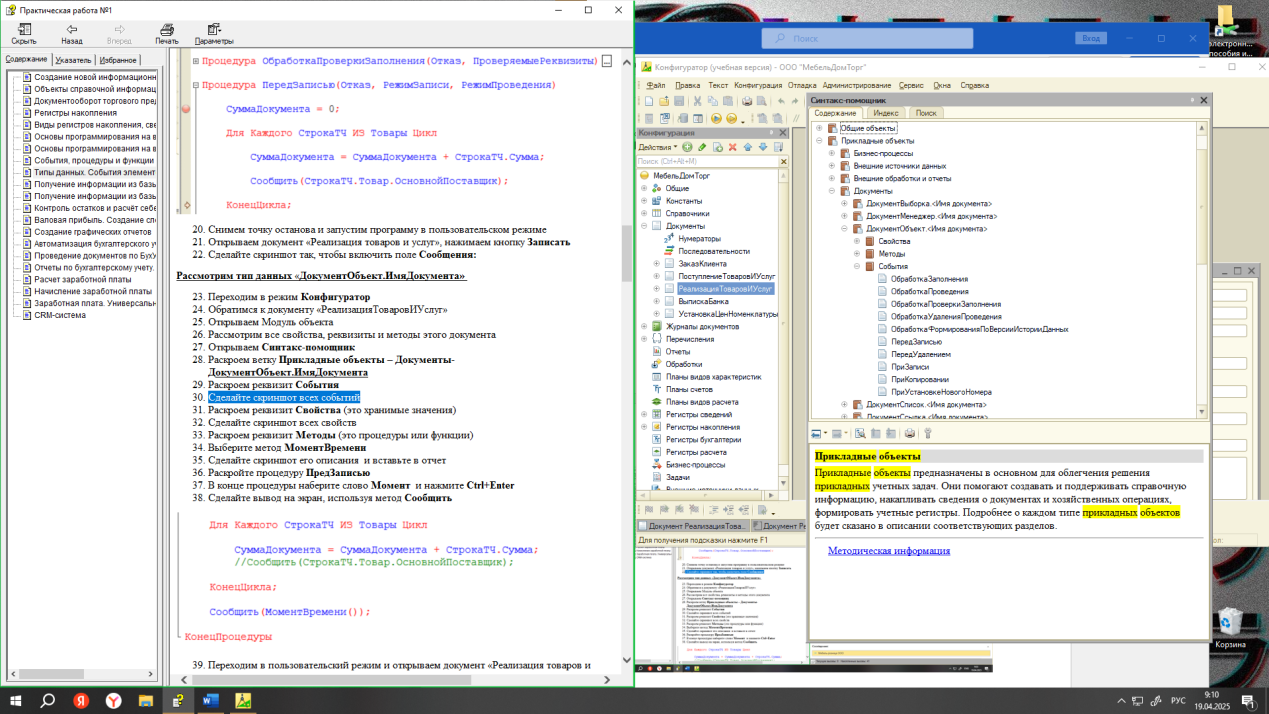 Практическая работа №1
Скрыть Назад Вперед Печать Параметры
Содержание Указатель Избранное
Создание новой информационн
Объекты справочной информац
Документооборот торгового пред
Регистры накопления
Виды регистров накопления, све
Основы программирования на в
Основы программирования на в
События, процедуры и функции
Типы данных. События элемент
Получение информации из базы
Получение информации из базы
Контроль остатков и расчёт себе
Валовая прибыль. Создание сло
Создание графических отчетов
Автоматизация бухгалтерского уч
Проведение документов по Бух
Отчеты по бухгалтерскому учету.
Расчет заработной платы
Начисление заработной платы
Заработная плата. Универсальн
CRM-система
Процедура ОбработкаПроверкиЗаполнения(Отказ, ПроверяемыеРеквизиты)
Процедура ПередЗаписью(Отказ, РежимЗаписи, РежимПроведения)
СуммаДокумента = 0;
Для Каждого СтрокаТЧ ИЗ Товары Цикл
СуммаДокумента = СуммаДокумента + СтрокаТЧ.Сумма;
Сообщить(СтрокаТЧ.Товар.ОсновнойПоставщик);
КонецЦикла;
20. Снимем точку останова и запустим программу в пользовательском режиме
21. Открываем документ «Реализация товаров и услуг», нажимаем кнопку Записать
22. Сделайте скриншот так, чтобы включить поле Сообщения:
Рассмотрим тип данных «ДокументОбъект.ИмяДокумента»
23. Переходим в режим Конфигуратор
24. Обратимся к документу «РеализацияТоваровИУслуг»
25. Открываем Модуль объекта
26. Рассмотрим все свойства, реквизиты и методы этого документа
27. Открываем Синтакс-помощник
28. Раскроем ветку Прикладные объекты – Документы-
ДокументОбъект.ИмяДокумента
29. Раскроем реквизит События
30. Сделайте скриншот всех событий
31. Раскроем реквизит Свойства (это хранимые значения)
32. Сделайте скриншот всех свойств
33. Раскроем реквизит Методы (это процедуры или функции)
34. Выберите метод МоментВремени
35. Сделайте скриншот его описания и вставьте в отчет
36. Раскройте процедуру ПредЗаписью
37. В конце процедуры наберите слово Момент и нажмите Ctrl+Enter
38. Сделайте вывод на экран, используя метод Сообщить
Для Каждого СтрокаТЧ ИЗ Товары Цикл
СуммаДокумента = СуммаДокумента + СтрокаТЧ.Сумма;
//Сообщить(СтрокаТЧ.Товар.ОсновнойПоставщик);
КонецЦикла;
Сообщить(МоментВремени());
КонецПроцедуры
39. Переходим в пользовательский режим и открываем документ «Реализация товаров и
Поиск Вход
Конфигуратор (учебная версия) - ООО "МебельДомТорг"
Файл Правка Текст Конфигурация Отладка Администрирование Сервис Окна Справка
Конфигурация
Действия
Поиск (Ctrl+Alt+M)
МебельДомТорг
Общие
Константы
Справочники
Документы
Нумераторы
Последовательности
ЗаказКлиента
ПоступлениеТоваровИУслуг
РеализацияТоваровИУслуг
ВыпискаБанка
УстановкаЦенНоменклатуры
Журналы документов
Перечисления
Отчеты
Обработки
Планы видов характеристик
Планы счетов
Планы видов расчета
Регистры сведений
Регистры накопления
Регистры бухгалтерии
Регистры расчета
Бизнес-процессы
Задачи
Внешние источники данных
Документ РеализацияТова... Документ Ре
Для получения подсказки нажмите F1
Синтакс-помощник
Содержание Индекс Поиск
Общие объекты
Прикладные объекты
Бизнес-процессы
Внешние источники данных
Внешние обработки и отчеты
Документы
ДокументВыборка.<Имя документа>
ДокументМенеджер.<Имя документа>
ДокументОбъект.<Имя документа>
Свойства
Методы
События
ОбработкаЗаполнения
ОбработкаПроведения
ОбработкаПроверкиЗаполнения
ОбработкаУдаленияПроведения
ОбработкаФормированияПоВерсииИсторииДанных
ПередЗаписью
ПередУдалением
ПриЗаписи
ПриКопировании
ПриУстановкеНовогоНомера
ДокументСписок.<Имя документа>
ДокументСсылка.<Имя документа>
Прикладные объекты
Прикладные объекты предназначены в основном для облегчения решения
прикладных учетных задач. Они помогают создавать и поддерживать справочную
информацию, накапливать сведения о документах и хозяйственных операциях,
формировать учетные регистры. Подробнее о каждом типе прикладных объектов
будет сказано в описании соответствующих разделов.
Методическая информация
Электронн...
пособия и...
Корзина
РУС
9:10
19.04.2025